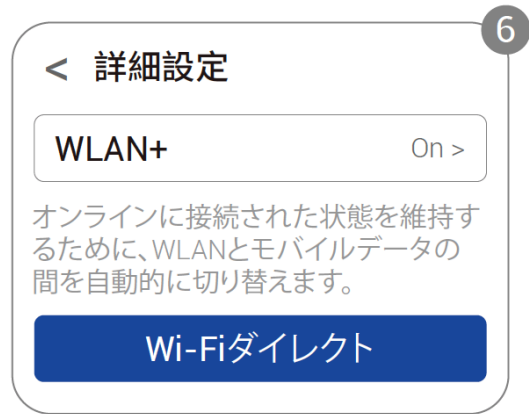 6
< 詳細設定
WLAN+ On >
オンラインに接続された状態を維持す
るために、WLANとモバイルデータの
間を自動的に切り替えます。
Wi-Fiダイレクト